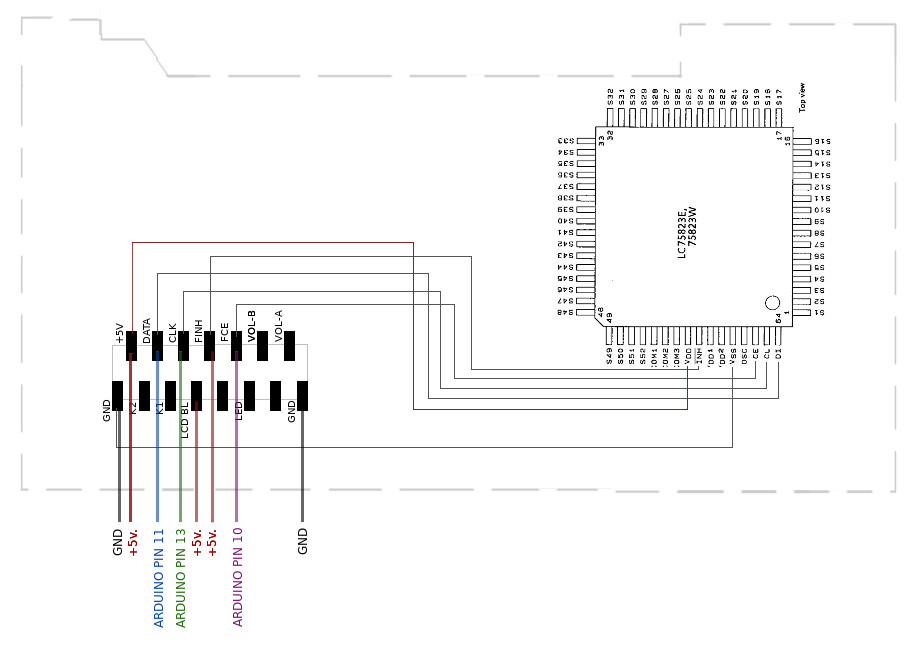 S32
S31
S30
S29
S28
S27
S26
S25
S24
S23
S22
S21
S20
S19
S18
S17
Top view
33
32
17
16
S33
S34
S35
S36
S37
S38
S39
S40
S41
S42
S43
S44
S45
S46
S47
S48
LC75823E,
75823W
S16
S15
S14
S13
S12
S11
S10
S9
S8
S7
S6
S5
S4
S3
S2
S1
48
49
64
1
S49
S50
S51
S52
COM1
COM2
COM3
VDD
INH
VDD1
VDD2
VSS
OSC
CE
CL
DI
+5V
DATA
CLK
FINH
FCE
VOL-B
VOL-A
GND
K2
K1
LCD BL
LED
GND
GND
+5v.
ARDUINO PIN 11
ARDUINO PIN 13
+5v.
+5v.
ARDUINO PIN 10
GND